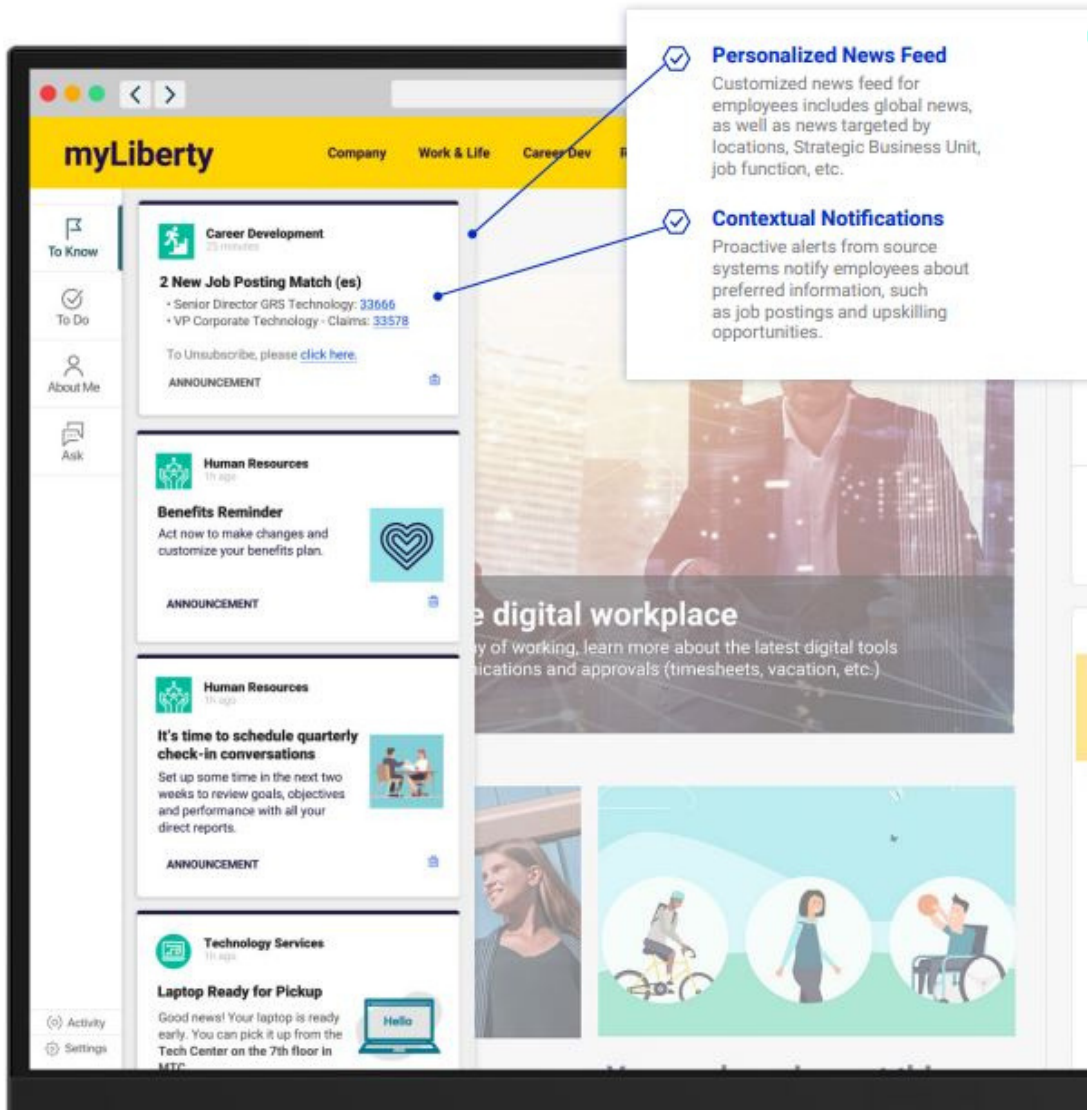 Personalized News Feed
Customized news feed for
employees includes global news,
as well as news targeted by
locations, Strategic Business Unit,
job function, etc.
Contextual Notifications
Proactive alerts from source
systems notify employees about
preferred information, such
as job postings and upskilling
opportunities.
myLiberty
Company
Work & Life
Career Dev
To Know
To Do
About Me
Ask
Activity
Settings
Career Development
25 minutes
2 New Job Posting Match (es)
• Senior Director GRS Technology: 33666
• VP Corporate Technology - Claims: 33578
To Unsubscribe, please click here.
ANNOUNCEMENT
Human Resources
1h ago
Benefits Reminder
Act now to make changes and
customize your benefits plan.
ANNOUNCEMENT
Human Resources
1h ago
It's time to schedule quarterly
check-in conversations
Set up some time in the next two
weeks to review goals, objectives
and performance with all your
direct reports.
ANNOUNCEMENT
Technology Services
1h ago
Laptop Ready for Pickup
Good news! Your laptop is ready
early. You can pick it up from the
Tech Center on the 7th floor in
MTC
Hello
digital workplace
of working, learn more about the latest digital tools
and approvals (timesheets, vacation, etc.)